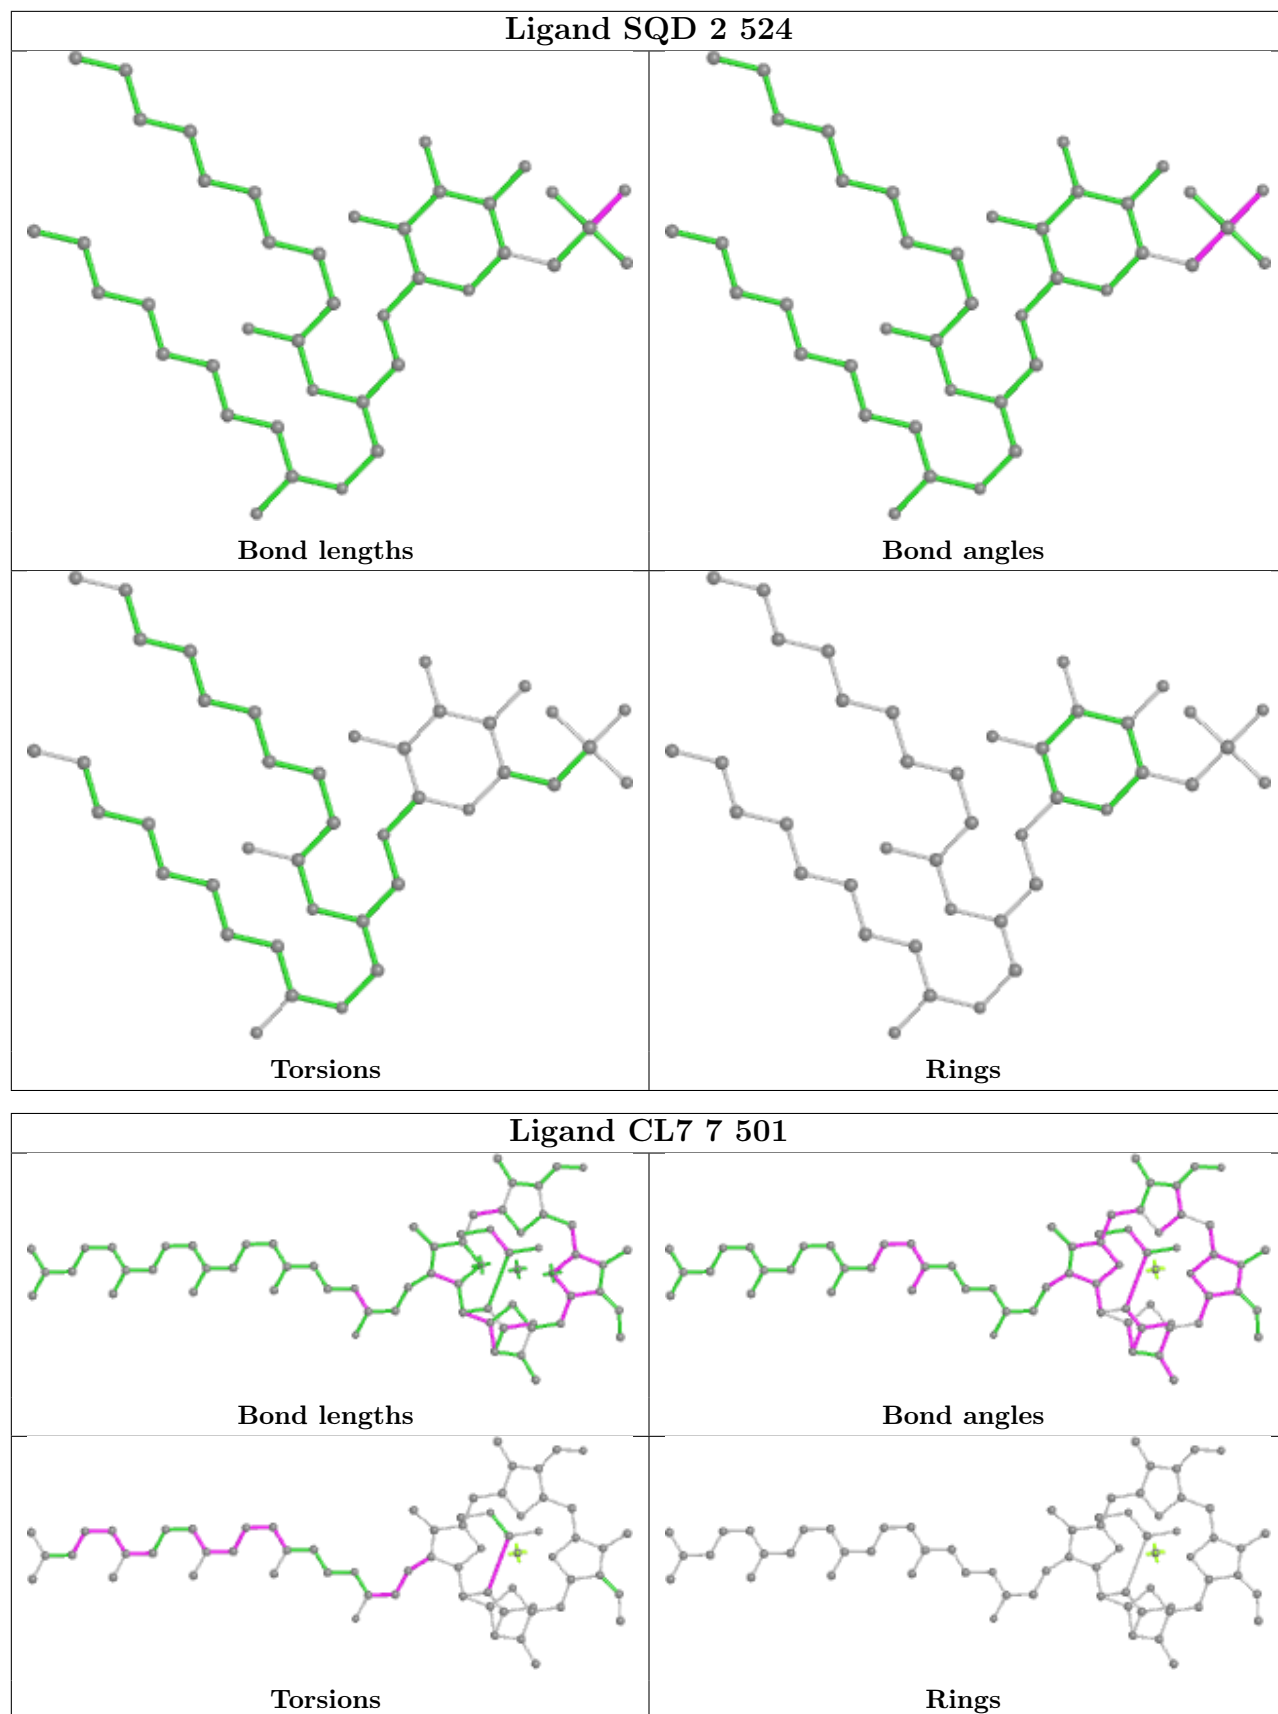 Ligand SQD 2 524
Bond lengths
Bond angles
Torsions
Rings
Ligand CL7 7 501
Bond lengths
Bond angles
Torsions
Rings